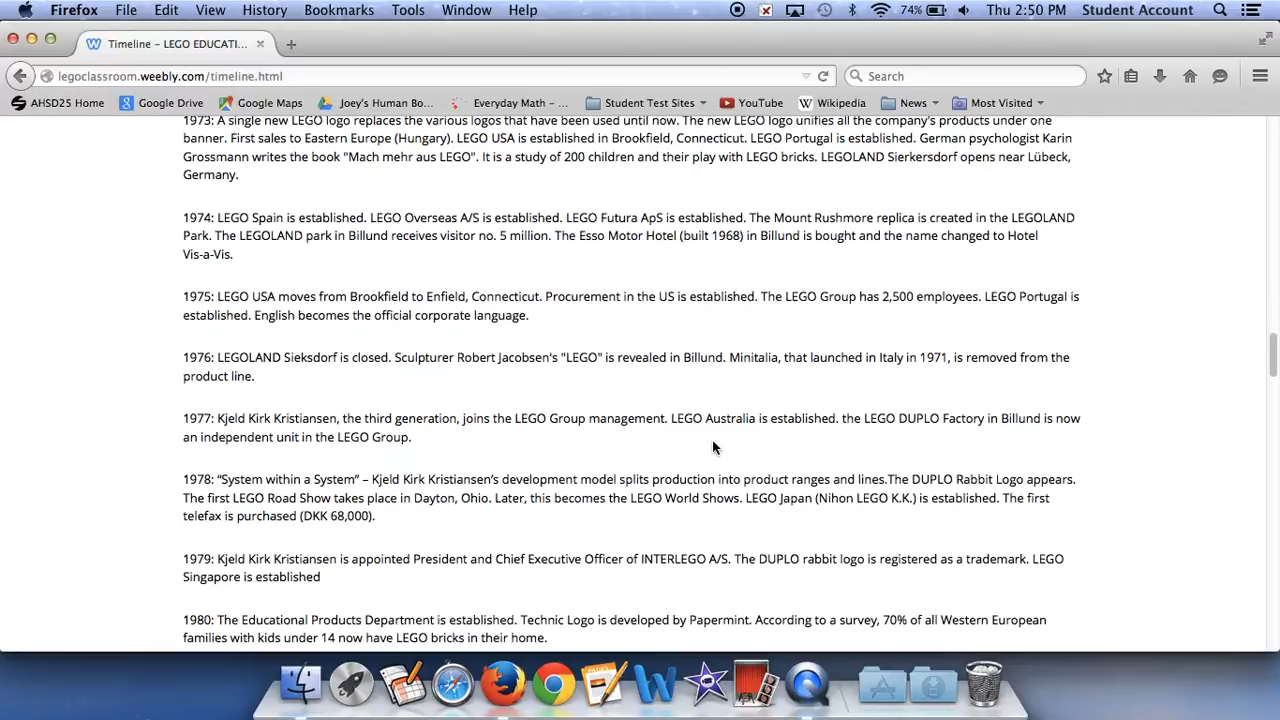 Firefox File Edit View History Bookmarks Tools Window Help 74% Thu 2:50 PM Student Account
Timeline – LEGO EDUCATI...
legoclassroom.weebly.com/timeline.html Search
AHSD25 Home Google Drive Google Maps Joey's Human Bo... Everyday Math – ... Student Test Sites YouTube Wikipedia News Most Visited
1973: A single new LEGO logo replaces the various logos that have been used until now. The new LEGO logo unifies all the company's products under one
banner. First sales to Eastern Europe (Hungary). LEGO USA is established in Brookfield, Connecticut. LEGO Portugal is established. German psychologist Karin
Grossmann writes the book "Mach mehr aus LEGO". It is a study of 200 children and their play with LEGO bricks. LEGOLAND Sierkersdorf opens near Lübeck,
Germany.
1974: LEGO Spain is established. LEGO Overseas A/S is established. LEGO Futura ApS is established. The Mount Rushmore replica is created in the LEGOLAND
Park. The LEGOLAND park in Billund receives visitor no. 5 million. The Esso Motor Hotel (built 1968) in Billund is bought and the name changed to Hotel
Vis-a-Vis.
1975: LEGO USA moves from Brookfield to Enfield, Connecticut. Procurement in the US is established. The LEGO Group has 2,500 employees. LEGO Portugal is
established. English becomes the official corporate language.
1976: LEGOLAND Sieksdorf is closed. Sculpturer Robert Jacobsen's "LEGO" is revealed in Billund. Minitalia, that launched in Italy in 1971, is removed from the
product line.
1977: Kjeld Kirk Kristiansen, the third generation, joins the LEGO Group management. LEGO Australia is established. the LEGO DUPLO Factory in Billund is now
an independent unit in the LEGO Group.
1978: “System within a System” – Kjeld Kirk Kristiansen’s development model splits production into product ranges and lines.The DUPLO Rabbit Logo appears.
The first LEGO Road Show takes place in Dayton, Ohio. Later, this becomes the LEGO World Shows. LEGO Japan (Nihon LEGO K.K.) is established. The first
telefax is purchased (DKK 68,000).
1979: Kjeld Kirk Kristiansen is appointed President and Chief Executive Officer of INTERLEGO A/S. The DUPLO rabbit logo is registered as a trademark. LEGO
Singapore is established
1980: The Educational Products Department is established. Technic Logo is developed by Papermint. According to a survey, 70% of all Western European
families with kids under 14 now have LEGO bricks in their home.